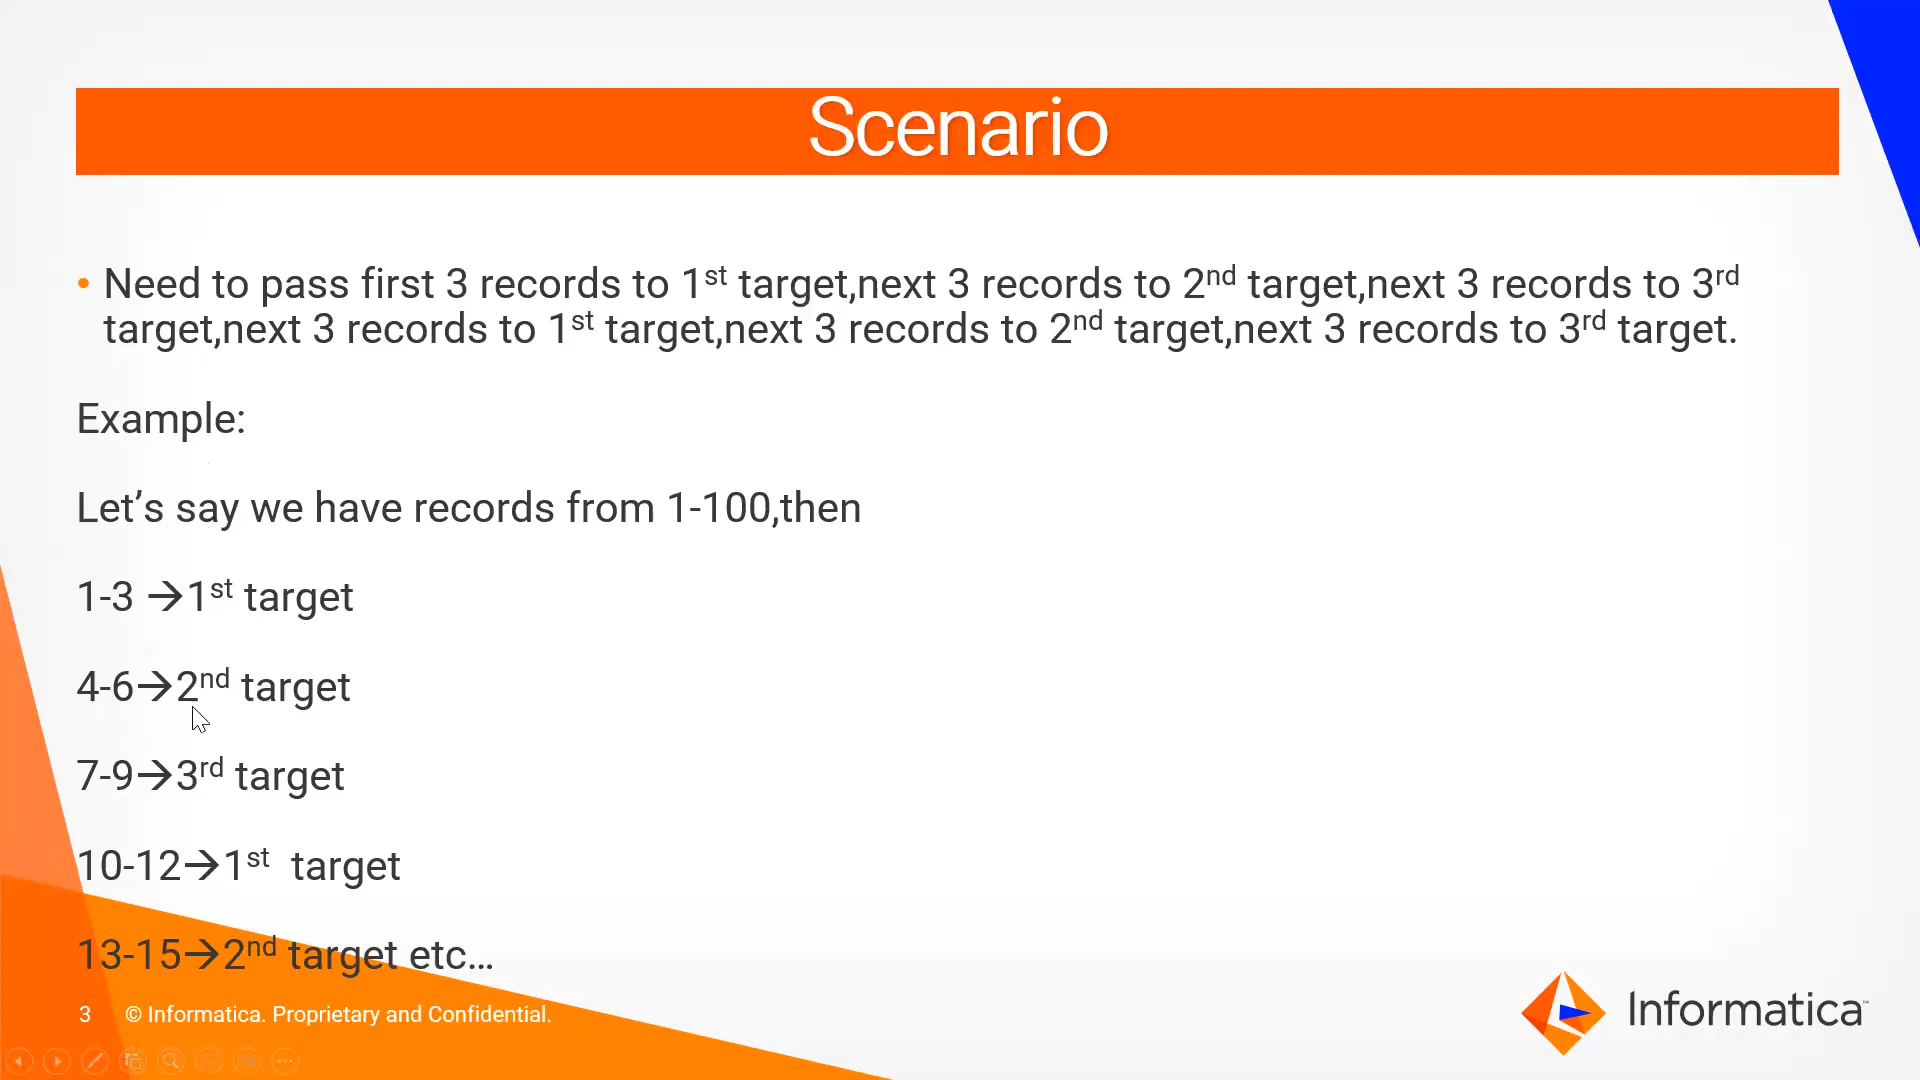 Scenario
• Need to pass first 3 records to 1st target,next 3 records to 2nd target,next 3 records to 3rd
target,next 3 records to 1st target,next 3 records to 2nd target,next 3 records to 3rd target.
Example:
Let’s say we have records from 1-100,then
1-3 →1st target
4-6→2nd target
7-9→3rd target
10-12→1st  target
13-15→2nd target etc…
3 © Informatica. Proprietary and Confidential.
Informatica™